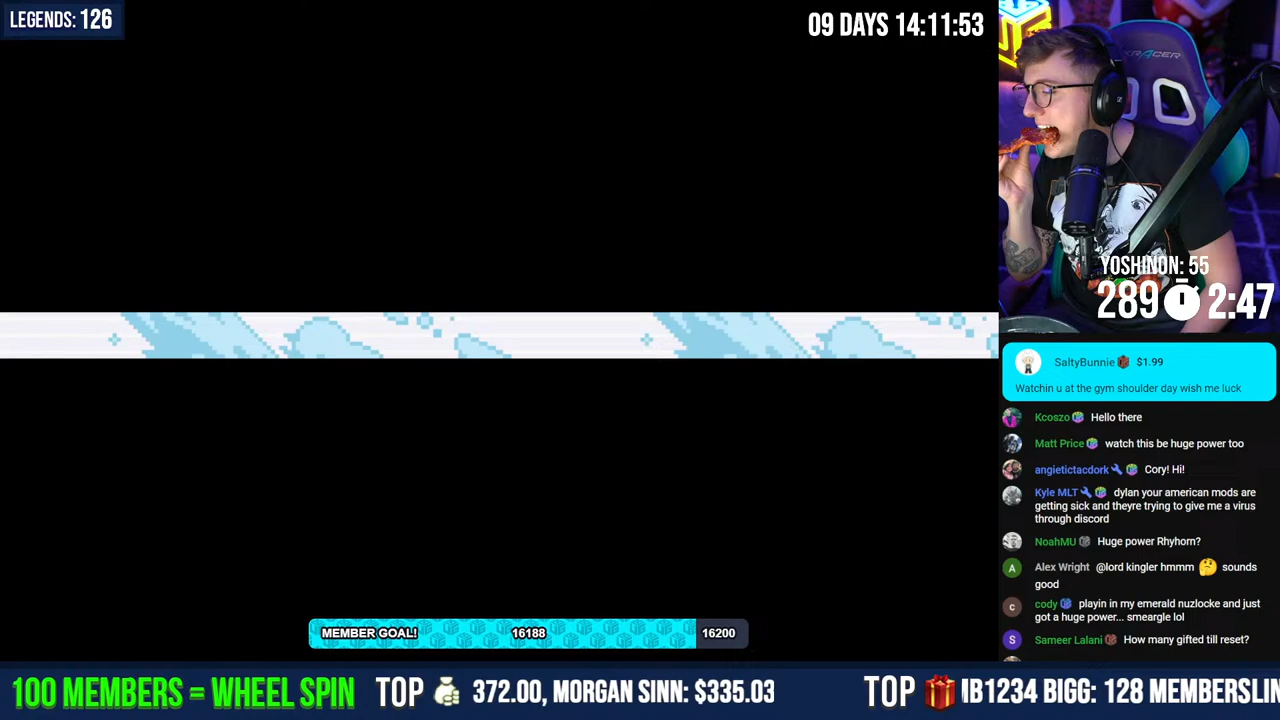 LEGENDS: 126
09 DAYS 14:11:53
YOSHINON: 55
289 2:47
SaltyBunnie $1.99
Watchin u at the gym shoulder day wish me luck
Kcoszo Hello there
Matt Price watch this be huge power too
angietictacdork Cory! Hi!
Kyle MLT dylan your american mods are
getting sick and theyre trying to give me a virus
through discord
NoahMU Huge power Rhyhorn?
Alex Wright @lord kingler hmmm 🤔 sounds
good
cody playin in my emerald nuzlocke and just
got a huge power... smeargle lol
Sameer Lalani How many gifted till reset?
MEMBER GOAL! 16188 16200
100 MEMBERS = WHEEL SPIN TOP 372.00, MORGAN SINN: $335.03 TOP IB1234 BIGG: 128 MEMBERSLIN